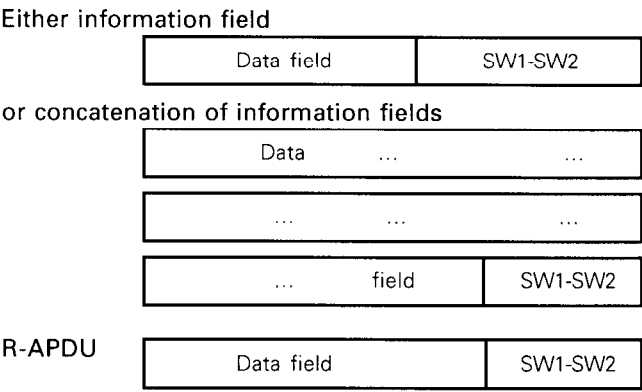 Either information field
Data field SW1-SW2
or concatenation of information fields
Data ... ...
... ... ...
... field SW1-SW2
R-APDU
Data field SW1-SW2